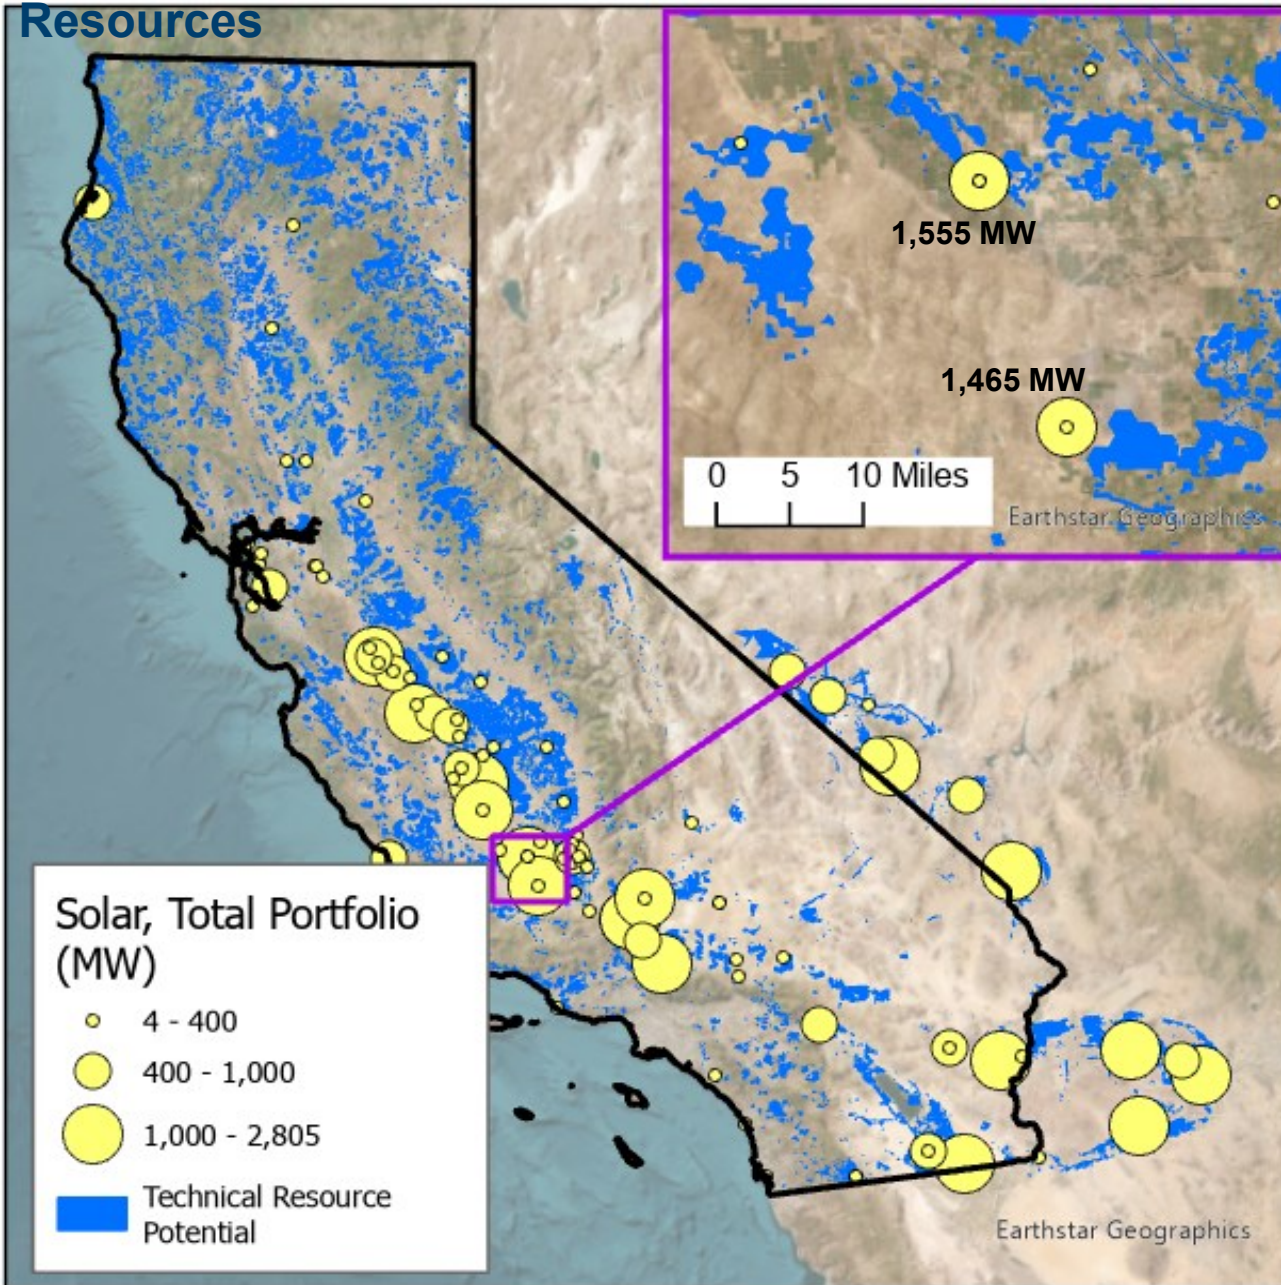 Resources
1,555 MW
1,465 MW
0 5 10 Miles
Earthstar Geographics
Solar, Total Portfolio
(MW)
4 - 400
400 - 1,000
1,000 - 2,805
Technical Resource
Potential
Earthstar Geographics